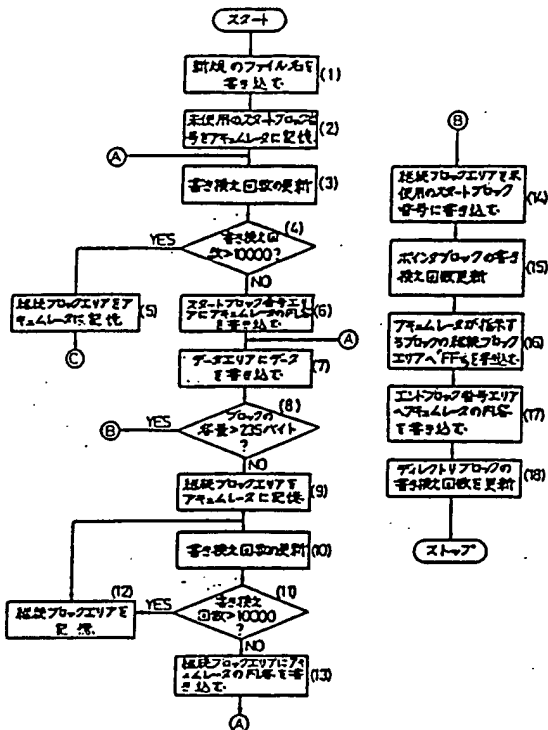 スタート
新規のファイル名を
書き込む
(1)
未使用のスタートブロック番
号をアキュムレータに記憶
(2)
A
書き換え回数の更新
(3)
(4)
書き換え回
数>10000?
YES
NO
継続ブロックエリアをア
キュムレータに記憶
(5)
C
スタートブロック番号エリ
アにアキュムレータの内容
を書き込む
(6)
A
データエリアにデータ
を書き込む
(7)
(8)
ブロックの
容量>235バイト
?
YES
B
NO
継続ブロックエリアを
アキュムレータに記憶
(9)
書き換え回数の更新
(10)
(11)
書き換え
回数>10000
?
YES
(12)
継続ブロックエリアを
記憶
NO
継続ブロックエリアにアキ
ュムレータの内容を書
き込む
(13)
A
B
継続ブロックエリアを未
使用のスタートブロック
番号に書き込む
(14)
ポインタブロックの書き
換え回数更新
(15)
アキュムレータが指示す
るブロックの継続ブロック
エリアへ"FF"を書き込む
(16)
エンドブロック番号エリア
へアキュムレータの内容
を書き込む
(17)
ディレクトリブロックの
書き換え回数を更新
(18)
ストップ